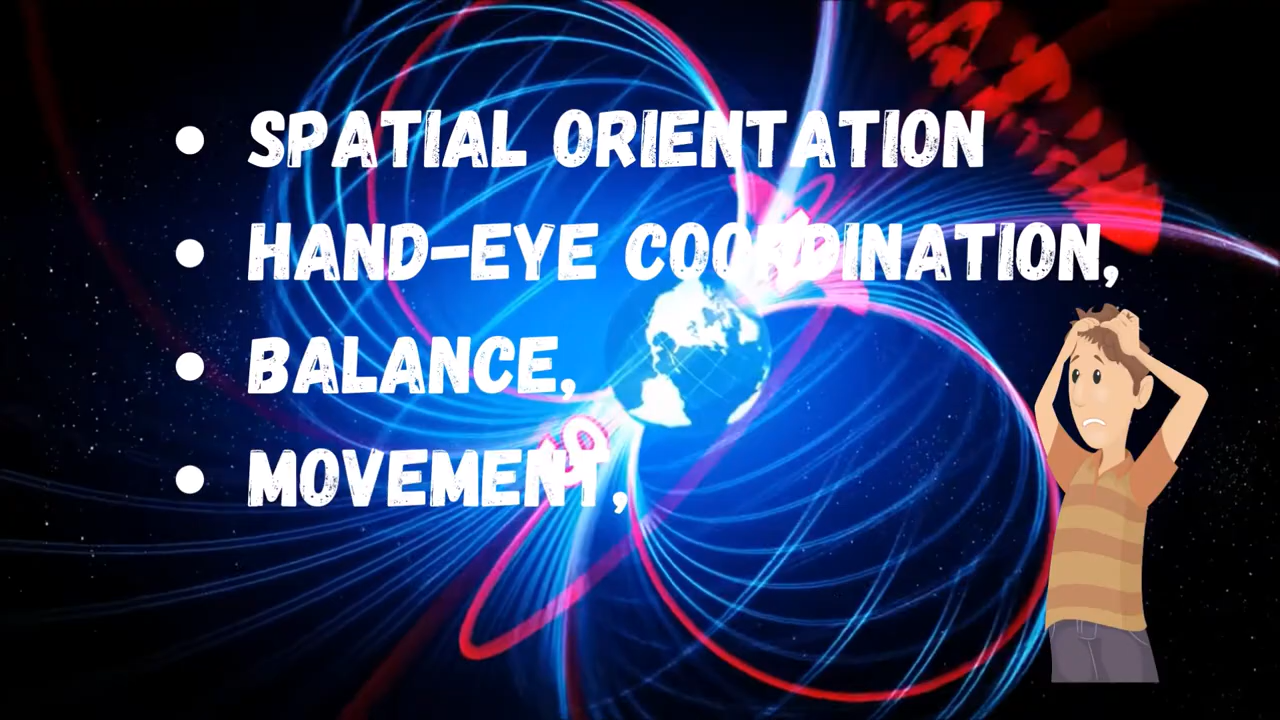 • SPATIAL ORIENTATION
• HAND-EYE COORDINATION,
• BALANCE,
• MOVEMENT,